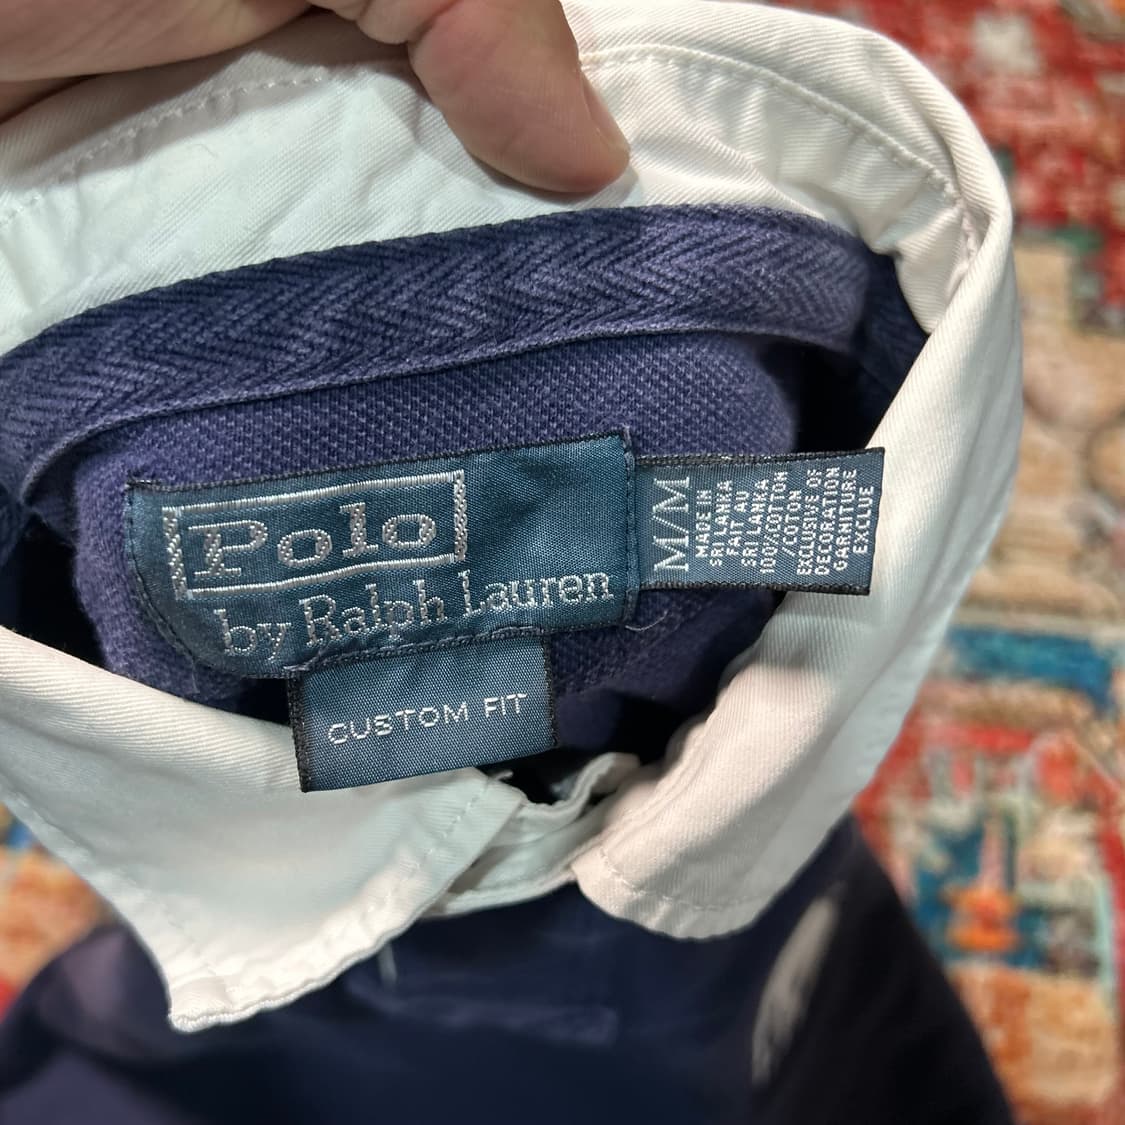 Polo
by Ralph Lauren
CUSTOM FIT
M/M
MADE IN
SRI LANKA
FAIT AU
SRI LANKA
100%COTTON
/COTON
EXCLUSIVE OF
DECORATION
GARNITURE
EXCLUE